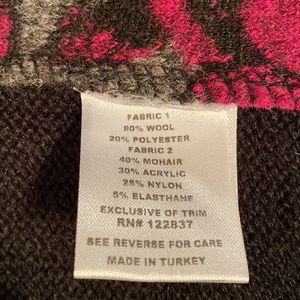 FABRIC 1
80% WOOL
20% POLYESTER
FABRIC 2
40% MOHAIR
30% ACRYLIC
25% NYLON
5% ELASTHANE
EXCLUSIVE OF TRIM
RN# 122837
SEE REVERSE FOR CARE
MADE IN TURKEY